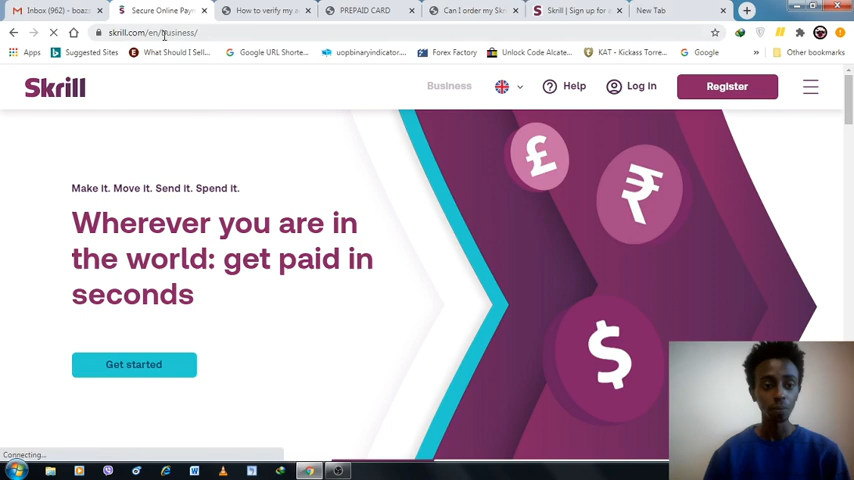 Inbox (962) - boaz
Secure Online Paym
How to verify my a
PREPAID CARD
Can I order my Skr
Skrill | Sign up for a
New Tab
skrill.com/en/business/
Apps
Suggested Sites
What Should I Sell...
Google URL Shorte...
uopbinaryindicator...
Forex Factory
Unlock Code Alcate...
KAT - Kickass Torre...
Google
Other bookmarks
Skrill
Business
Help
Log in
Register
Make it. Move it. Send it. Spend it.
Wherever you are in
the world: get paid in
seconds
£
₹
$
Get started
Connecting...